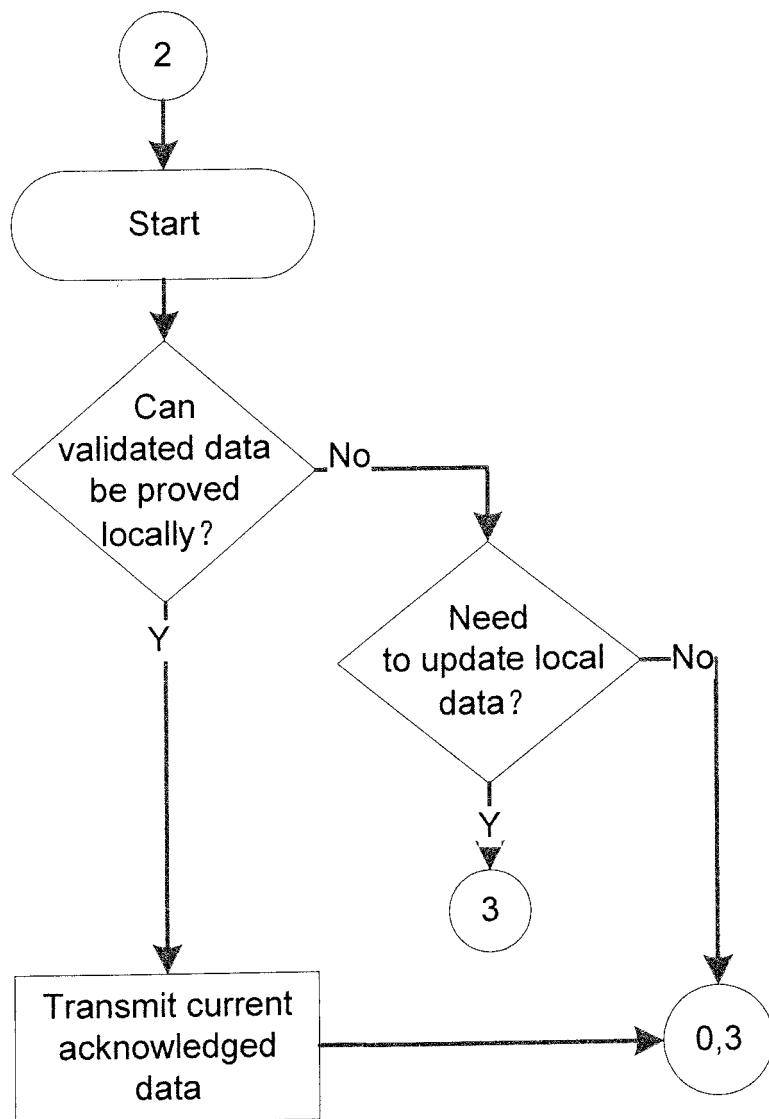 2
Start
Can
validated data
be proved
locally?
No
Need
to update local
data?
No
Y
Y
3
Transmit current
acknowledged
data
0,3